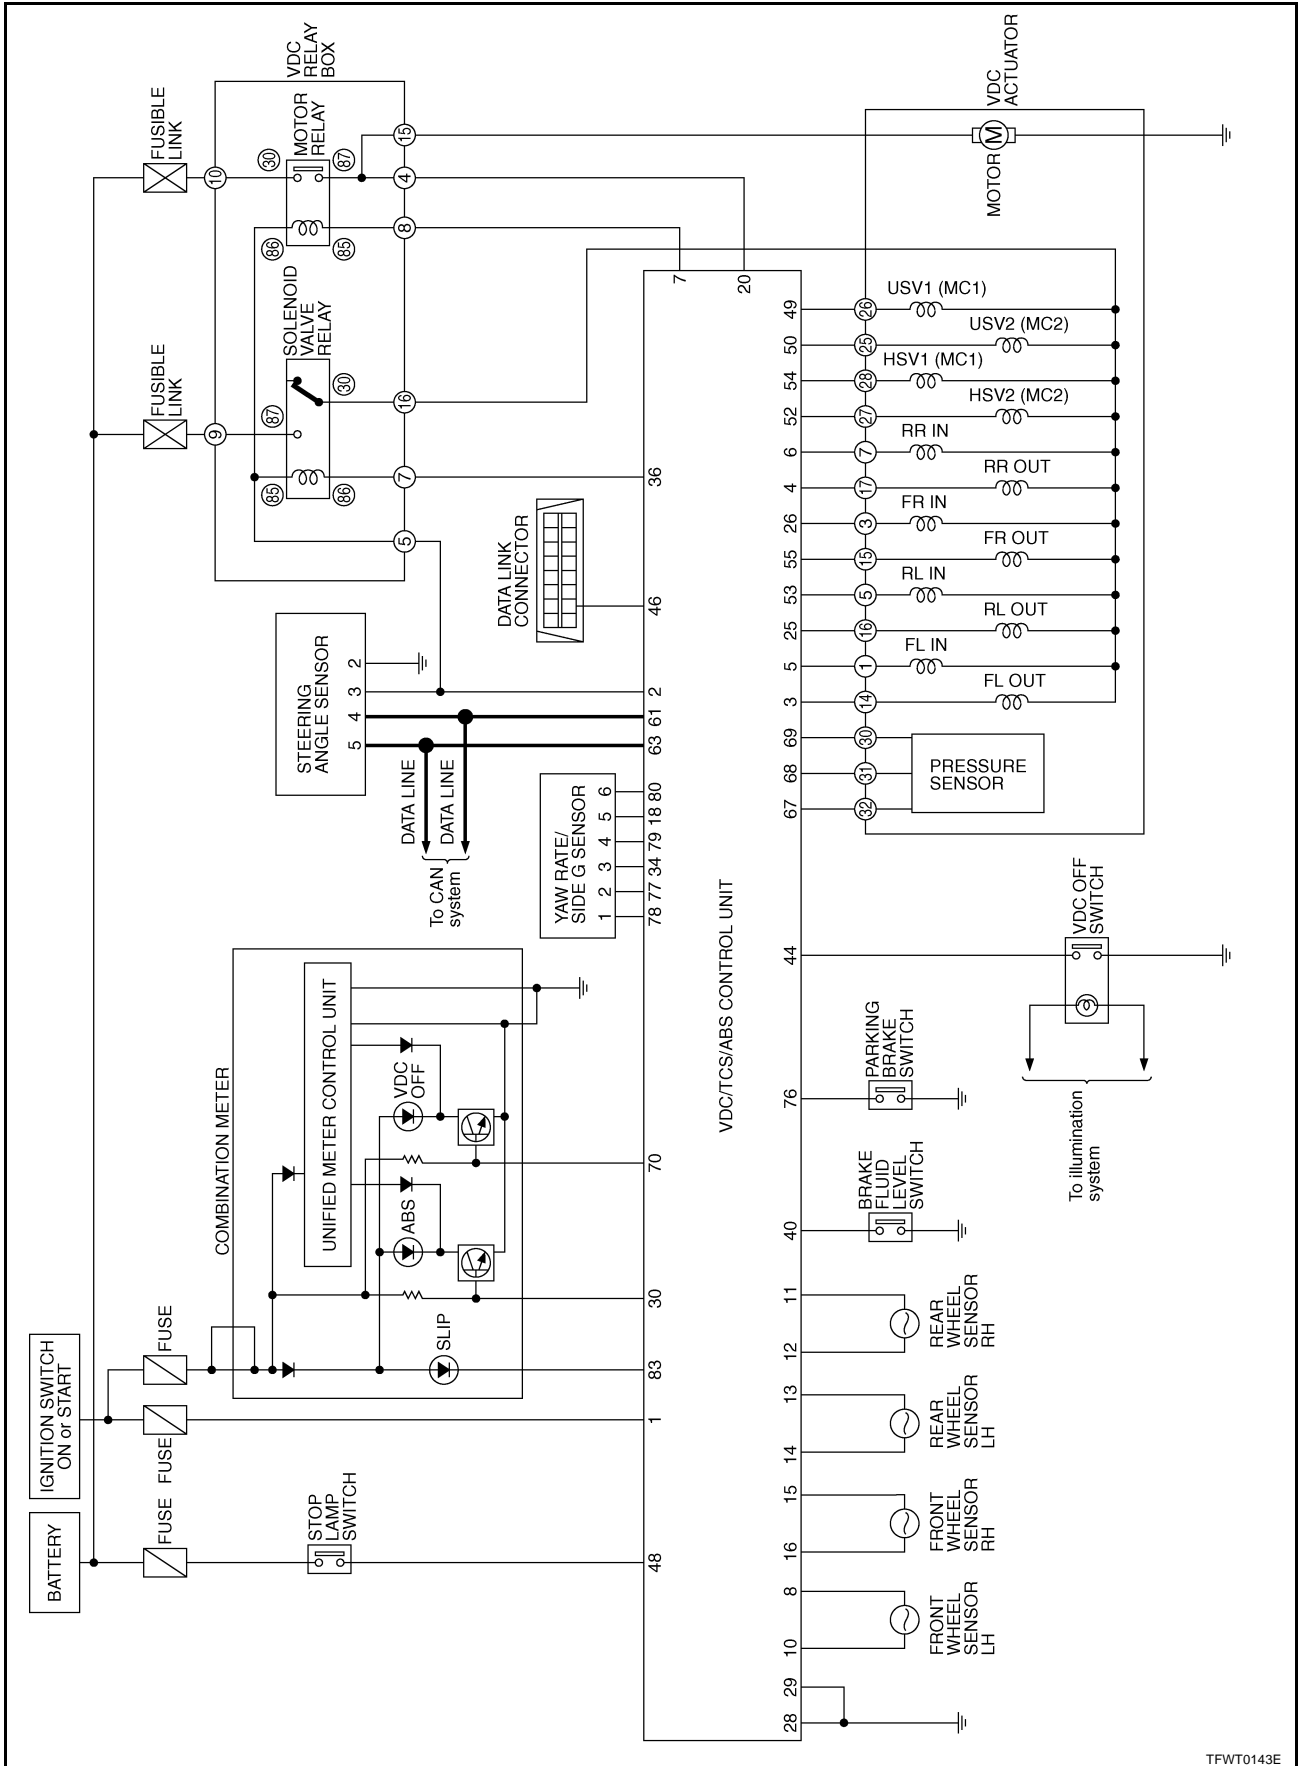 BATTERY
IGNITION SWITCH
ON or START
FUSE
FUSE
FUSE
FUSIBLE
LINK
FUSIBLE
LINK
STOP
LAMP
SWITCH
COMBINATION METER
UNIFIED METER CONTROL UNIT
SLIP
ABS
VDC
OFF
VDC
RELAY
BOX
9
10
SOLENOID
VALVE
RELAY
87
30
85
86
MOTOR
RELAY
30
87
86
85
5
7
16
8
4
15
STEERING
ANGLE SENSOR
5
4
3
2
DATA LINE
DATA LINE
To CAN
system
YAW RATE/
SIDE G SENSOR
1
2
3
4
5
6
DATA LINK
CONNECTOR
48
1
83
30
70
78
77
34
79
18
80
63
61
2
46
36
7
20
VDC/TCS/ABS CONTROL UNIT
28
29
10
8
16
15
14
13
12
11
40
76
44
67
68
69
3
5
25
53
55
26
4
6
52
54
50
49
FRONT
WHEEL
SENSOR
LH
FRONT
WHEEL
SENSOR
RH
REAR
WHEEL
SENSOR
LH
REAR
WHEEL
SENSOR
RH
BRAKE
FLUID
LEVEL
SWITCH
PARKING
BRAKE
SWITCH
VDC OFF
SWITCH
To illumination
system
32
31
30
14
1
16
5
15
3
17
7
27
28
25
26
PRESSURE
SENSOR
FL OUT
FL IN
RL OUT
RL IN
FR OUT
FR IN
RR OUT
RR IN
HSV2 (MC2)
HSV1 (MC1)
USV2 (MC2)
USV1 (MC1)
MOTOR
M
VDC
ACTUATOR
TFWT0143E